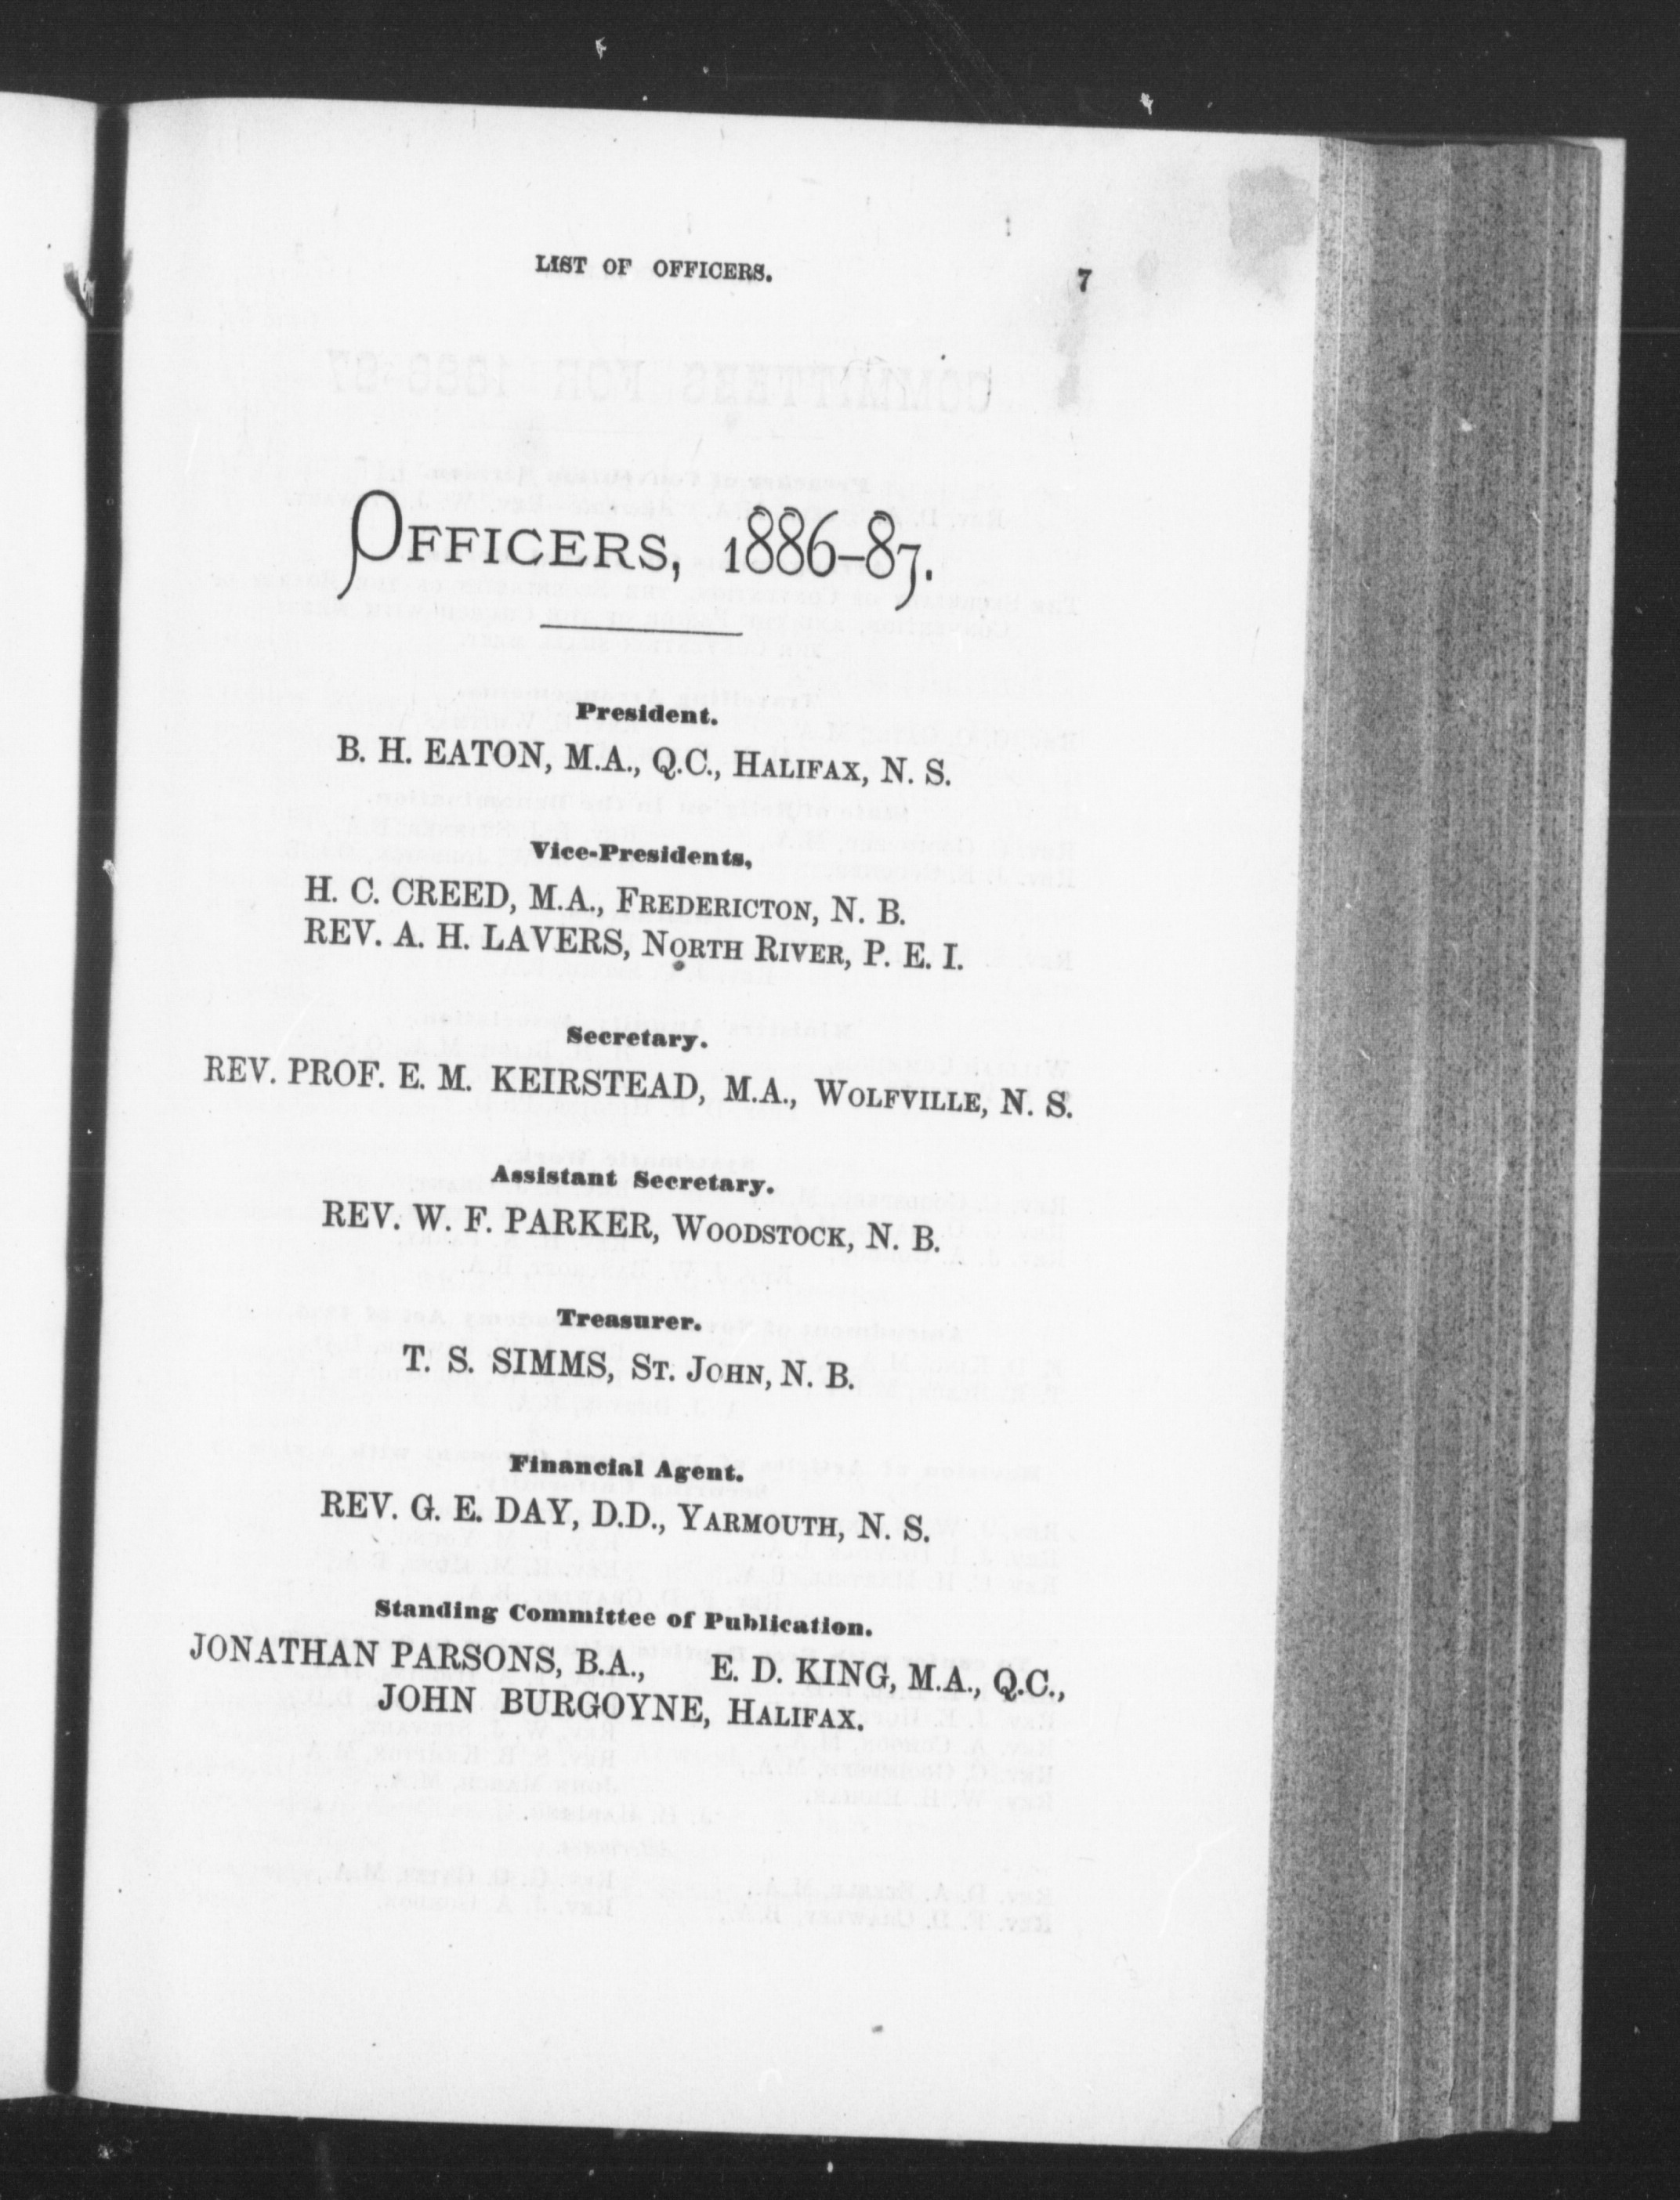 LIST OF OFFICERS. 7
OFFICERS, 1886-87.
President.
B. H. EATON, M.A., Q.C., HALIFAX, N. S.
Vice-Presidents,
H. C. CREED, M.A., FREDERICTON, N. B.
REV. A. H. LAVERS, NORTH RIVER, P. E. I.
Secretary.
REV. PROF. E. M. KEIRSTEAD, M.A., WOLFVILLE, N. S.
Assistant Secretary.
REV. W. F. PARKER, WOODSTOCK, N. B.
Treasurer.
T. S. SIMMS, ST. JOHN, N. B.
Financial Agent.
REV. G. E. DAY, D.D., YARMOUTH, N. S.
Standing Committee of Publication.
JONATHAN PARSONS, B.A., E. D. KING, M.A., Q.C.,
JOHN BURGOYNE, HALIFAX.